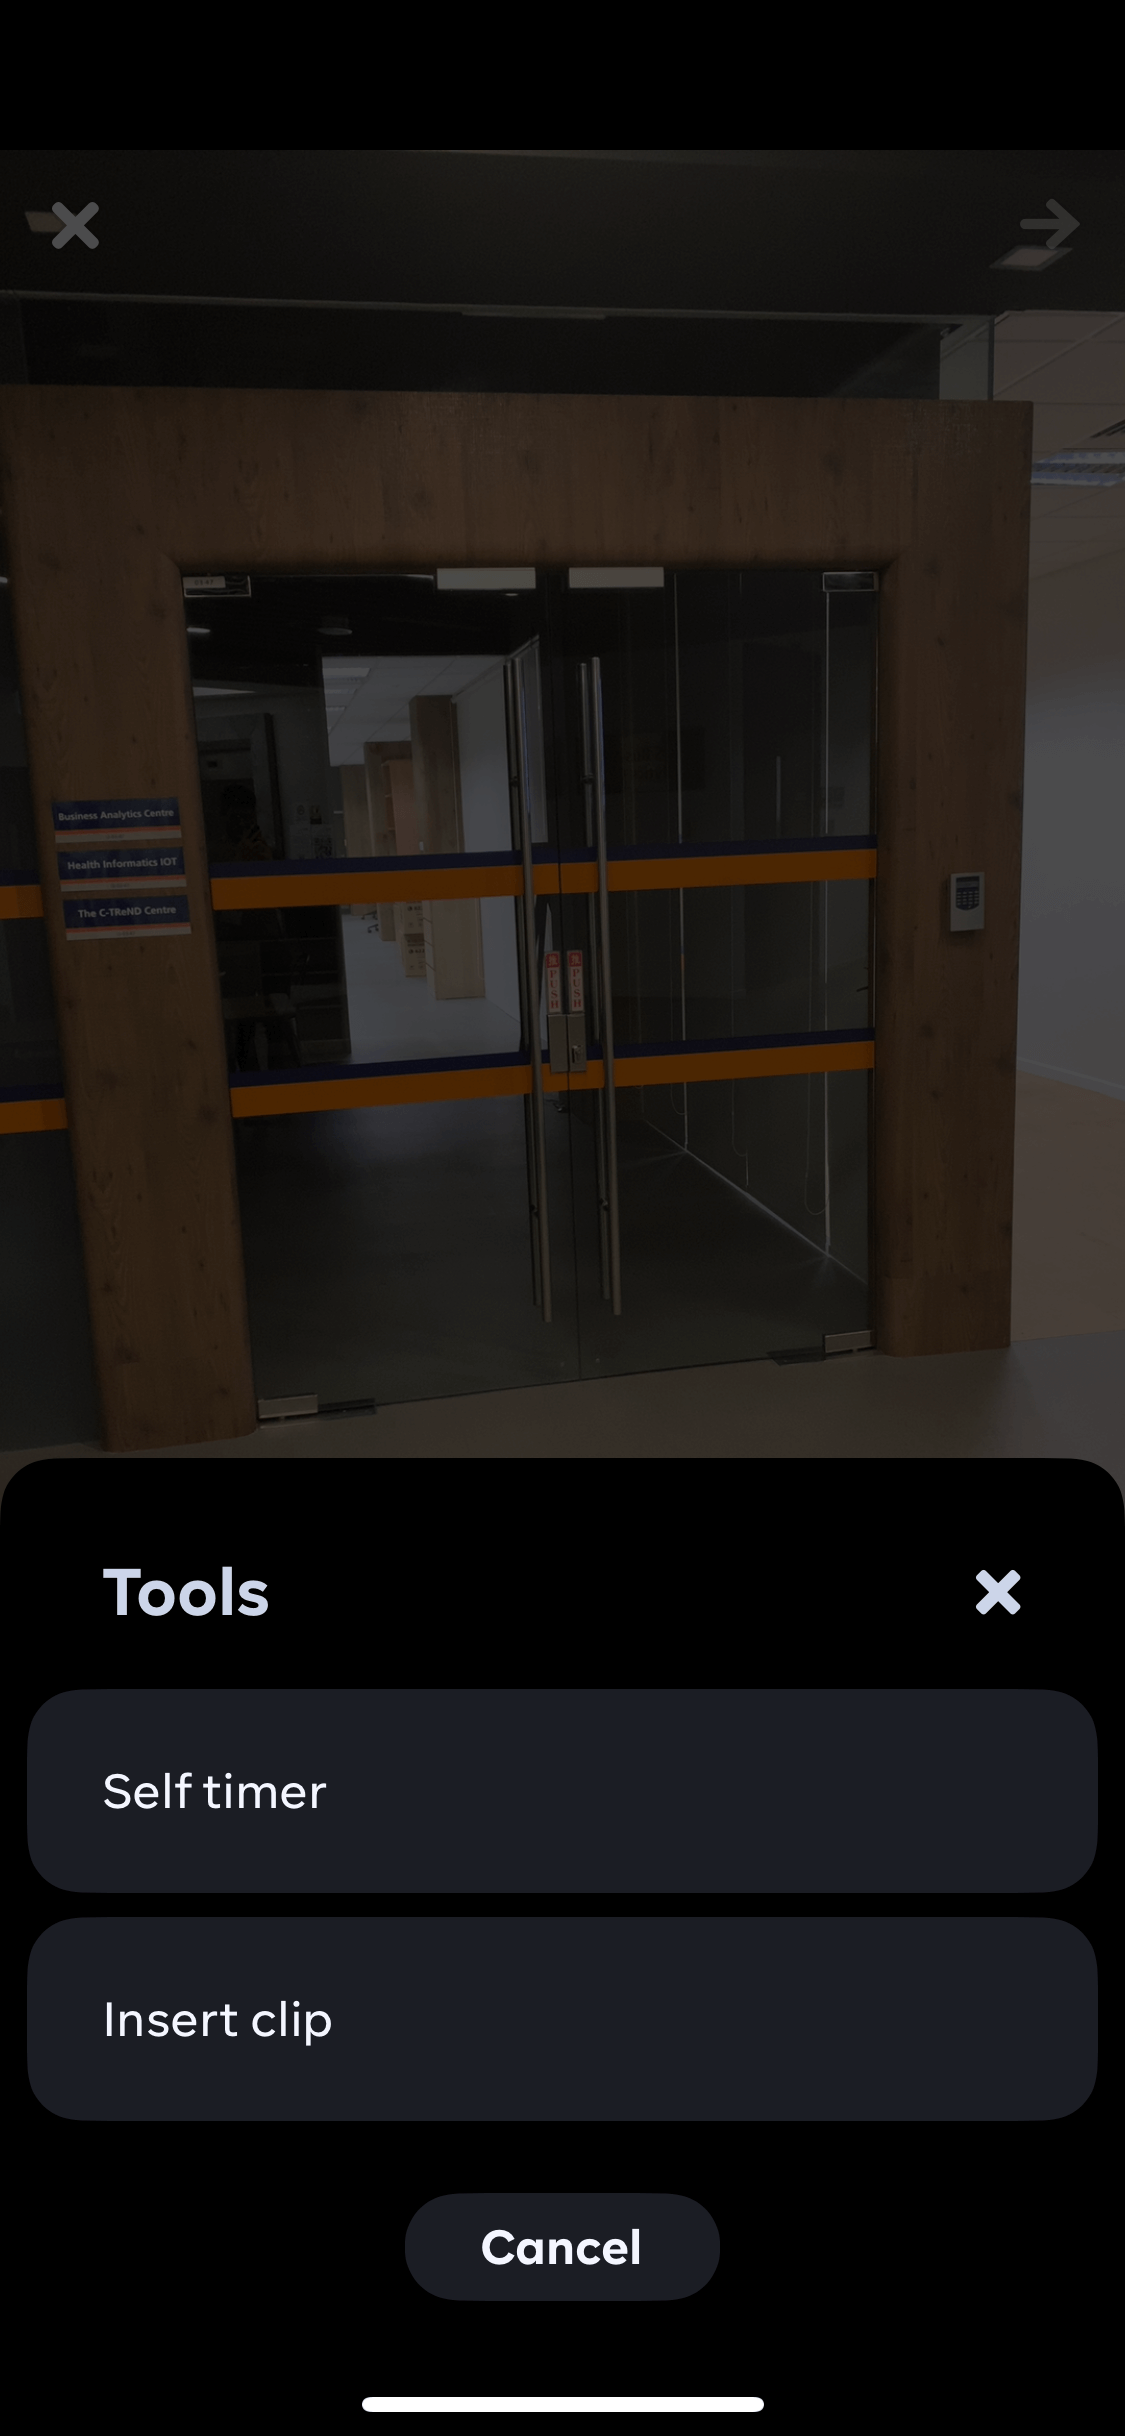 Business Analytics Centre
Health Informatics IOT
The C-TReND Centre
PUSH
PUSH
Tools
Self timer
Insert clip
Cancel